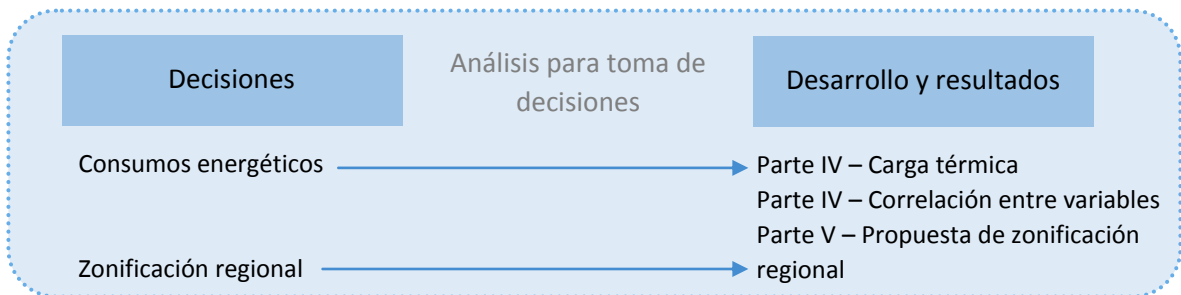 Decisiones
Análisis para toma de
decisiones
Desarrollo y resultados
Consumos energéticos
Parte IV – Carga térmica
Parte IV – Correlación entre variables
Parte V – Propuesta de zonificación
Zonificación regional
regional